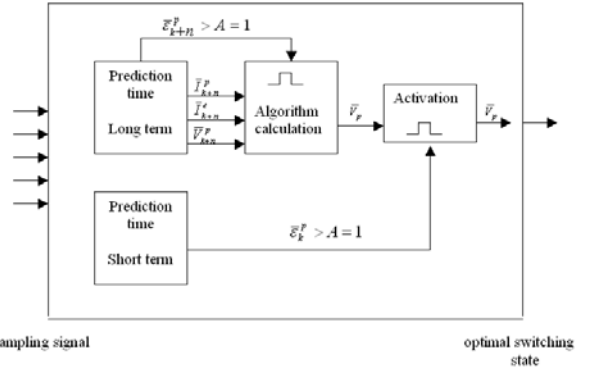 ε̅ᵖₖ₊ₙ > A = 1
Prediction
time
Long term
I̅ᵖₖ₊ₙ
I̅ᵉₖ₊ₙ
V̅ᵖₖ₊ₙ
Algorithm
calculation
V̅ₚ
Activation
V̅ₚ
Prediction
time
Short term
ε̅ₖᵖ > A = 1
ampling signal
optimal switching
state